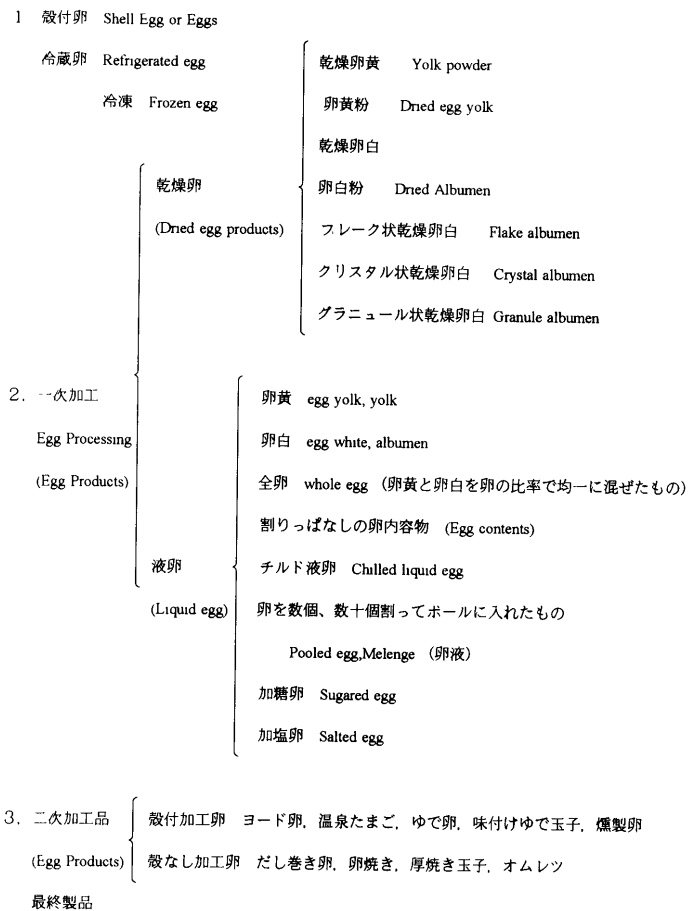 1 殻付卵 Shell Egg or Eggs
冷蔵卵 Refrigerated egg
冷凍 Frozen egg
乾燥卵
(Dried egg products)
乾燥卵黄 Yolk powder
卵黄粉 Dried egg yolk
乾燥卵白
卵白粉 Dried Albumen
フレーク状乾燥卵白 Flake albumen
クリスタル状乾燥卵白 Crystal albumen
グラニュール状乾燥卵白 Granule albumen
2. 一次加工
Egg Processing
(Egg Products)
液卵
(Liquid egg)
卵黄 egg yolk, yolk
卵白 egg white, albumen
全卵 whole egg (卵黄と卵白を卵の比率で均一に混ぜたもの)
割りっぱなしの卵内容物 (Egg contents)
チルド液卵 Chilled liquid egg
卵を数個、数十個割ってボールに入れたもの
Pooled egg,Melenge (卵液)
加糖卵 Sugared egg
加塩卵 Salted egg
3. 二次加工品
(Egg Products)
最終製品
殻付加工卵 ヨード卵, 温泉たまご, ゆで卵, 味付けゆで玉子, 燻製卵
殻なし加工卵 だし巻き卵, 卵焼き, 厚焼き玉子, オムレツ